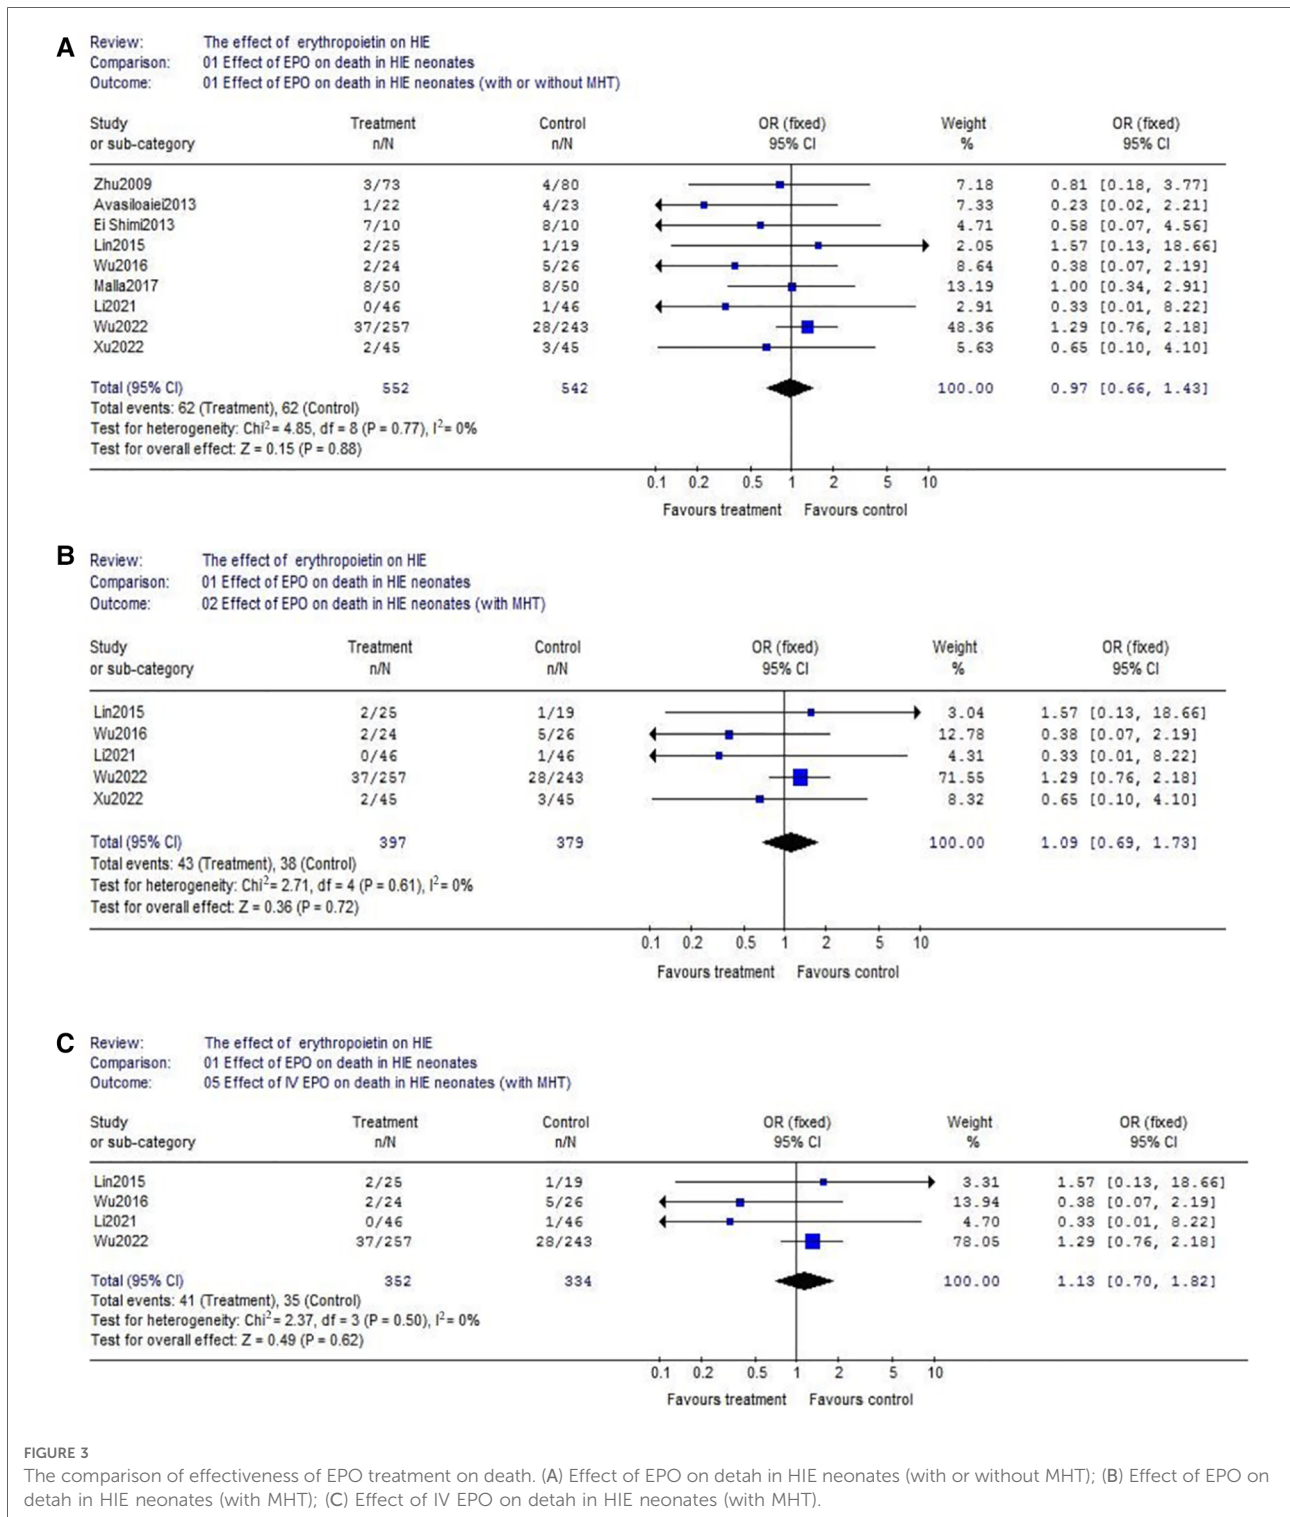 A
Review: The effect of erythropoietin on HIE
Comparison: 01 Effect of EPO on death in HIE neonates
Outcome: 01 Effect of EPO on death in HIE neonates (with or without MHT)
Study Treatment Control OR (fixed) Weight OR (fixed)
or sub-category n/N n/N 95% CI % 95% CI
Zhu2009 3/73 4/80 7.18 0.81 [0.18, 3.77]
Avasiloaiei2013 1/22 4/23 7.33 0.23 [0.02, 2.21]
Ei Shimi2013 7/10 8/10 4.71 0.58 [0.07, 4.56]
Lin2015 2/25 1/19 2.05 1.57 [0.13, 18.66]
Wu2016 2/24 5/26 8.64 0.38 [0.07, 2.19]
Malla2017 8/50 8/50 13.19 1.00 [0.34, 2.91]
Li2021 0/46 1/46 2.91 0.33 [0.01, 8.22]
Wu2022 37/257 28/243 48.36 1.29 [0.76, 2.18]
Xu2022 2/45 3/45 5.63 0.65 [0.10, 4.10]
Total (95% CI) 552 542 100.00 0.97 [0.66, 1.43]
Total events: 62 (Treatment), 62 (Control)
Test for heterogeneity: Chi²= 4.85, df = 8 (P = 0.77), I²= 0%
Test for overall effect: Z = 0.15 (P = 0.88)
0.1 0.2 0.5 1 2 5 10
Favours treatment Favours control
B
Review: The effect of erythropoietin on HIE
Comparison: 01 Effect of EPO on death in HIE neonates
Outcome: 02 Effect of EPO on death in HIE neonates (with MHT)
Study Treatment Control OR (fixed) Weight OR (fixed)
or sub-category n/N n/N 95% CI % 95% CI
Lin2015 2/25 1/19 3.04 1.57 [0.13, 18.66]
Wu2016 2/24 5/26 12.78 0.38 [0.07, 2.19]
Li2021 0/46 1/46 4.31 0.33 [0.01, 8.22]
Wu2022 37/257 28/243 71.55 1.29 [0.76, 2.18]
Xu2022 2/45 3/45 8.32 0.65 [0.10, 4.10]
Total (95% CI) 397 379 100.00 1.09 [0.69, 1.73]
Total events: 43 (Treatment), 38 (Control)
Test for heterogeneity: Chi²= 2.71, df = 4 (P = 0.61), I²= 0%
Test for overall effect: Z = 0.36 (P = 0.72)
0.1 0.2 0.5 1 2 5 10
Favours treatment Favours control
C
Review: The effect of erythropoietin on HIE
Comparison: 01 Effect of EPO on death in HIE neonates
Outcome: 05 Effect of IV EPO on death in HIE neonates (with MHT)
Study Treatment Control OR (fixed) Weight OR (fixed)
or sub-category n/N n/N 95% CI % 95% CI
Lin2015 2/25 1/19 3.31 1.57 [0.13, 18.66]
Wu2016 2/24 5/26 13.94 0.38 [0.07, 2.19]
Li2021 0/46 1/46 4.70 0.33 [0.01, 8.22]
Wu2022 37/257 28/243 78.05 1.29 [0.76, 2.18]
Total (95% CI) 352 334 100.00 1.13 [0.70, 1.82]
Total events: 41 (Treatment), 35 (Control)
Test for heterogeneity: Chi²= 2.37, df = 3 (P = 0.50), I²= 0%
Test for overall effect: Z = 0.49 (P = 0.62)
0.1 0.2 0.5 1 2 5 10
Favours treatment Favours control
FIGURE 3
The comparison of effectiveness of EPO treatment on death. (A) Effect of EPO on detah in HIE neonates (with or without MHT); (B) Effect of EPO on
detah in HIE neonates (with MHT); (C) Effect of IV EPO on detah in HIE neonates (with MHT).